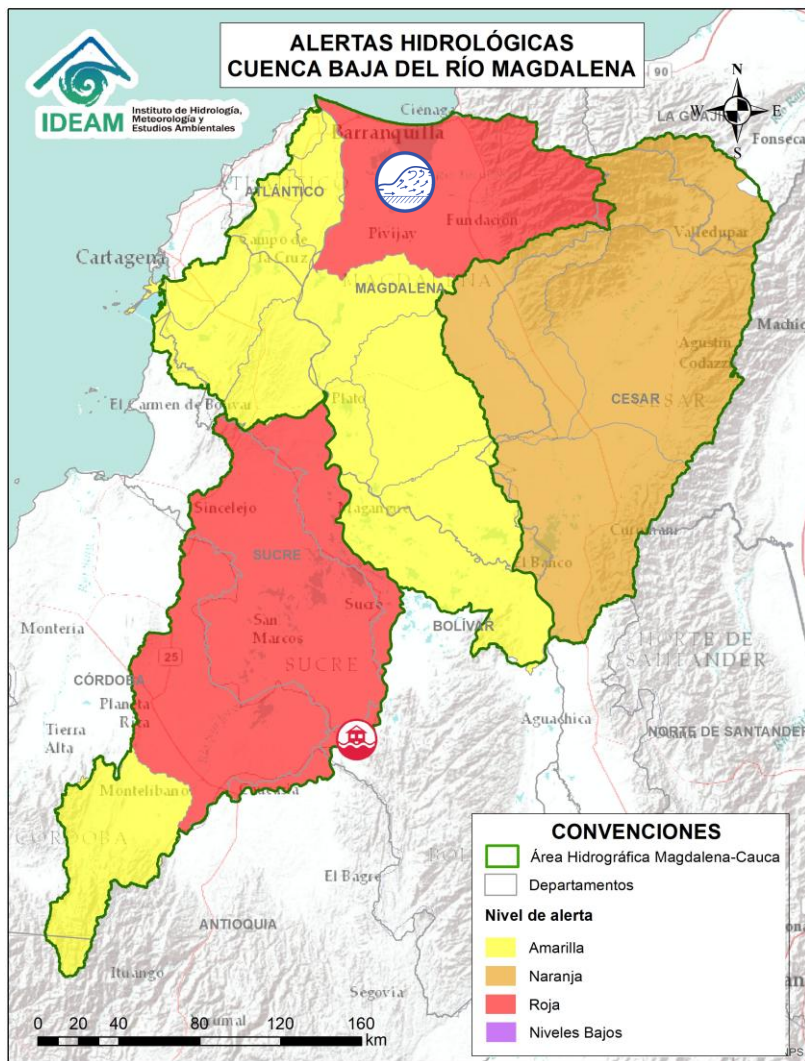 ALERTAS HIDROLÓGICAS
CUENCA BAJA DEL RÍO MAGDALENA
IDEAM
Instituto de Hidrología,
Meteorología y
Estudios Ambientales
N
W
E
S
90
LA GUAJI
Fonseca
Ciénaga
Barranquilla
ATLÁNTICO
Valledupar
Fundación
Pivijay
Campo de
la Cruz
Cartagena
MAGDALENA
Agustín
Codazzi
El Carmen de Bolívar
Plato
CESAR
Sincelejo
Magangué
SUCRE
El Banco
Sucre
San
Marcos
BOLÍVAR
Montería
SUCRE
NORTE DE
SANTANDER
25
CÓRDOBA
Planeta
Rica
Tierra
Alta
Aguachica
NORTE DE SANTANDER
Montelíbano
CÓRDOBA
El Bagre
ANTIOQUIA
Ituango
Segovia
CONVENCIONES
Área Hidrográfica Magdalena-Cauca
Departamentos
Nivel de alerta
Amarilla
Naranja
Roja
Niveles Bajos
0 20 40 80 120 160
km